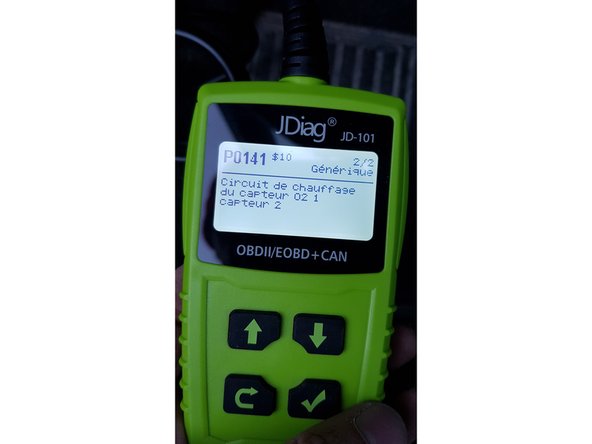 JDiag® JD-101
P0141 $10 2/2
Générique
Circuit de chauffage
du capteur O2 1
capteur 2
OBDII/EOBD+CAN